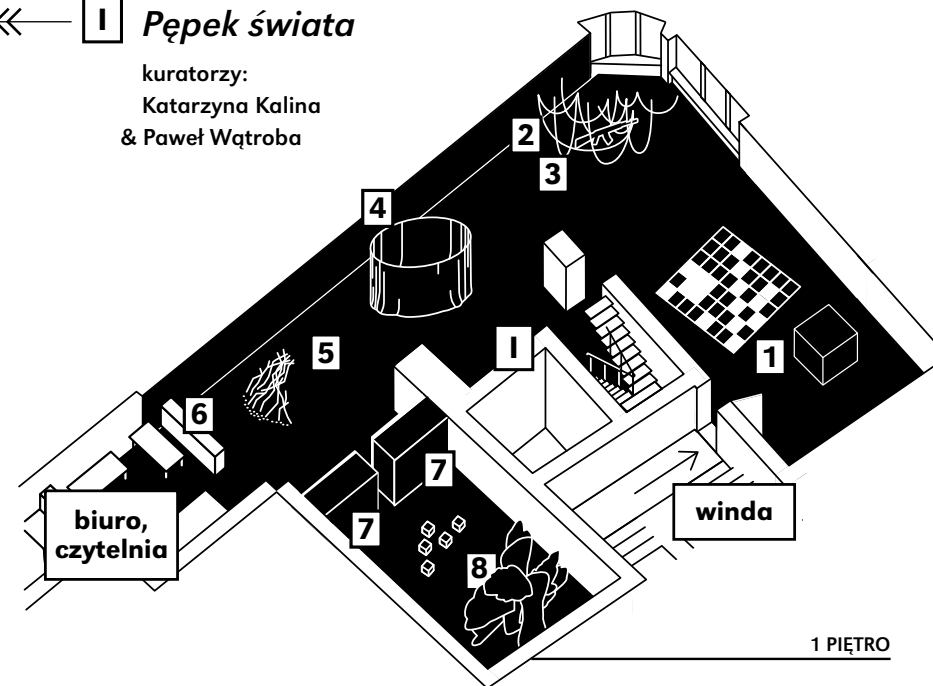 I Pępek świata
kuratorzy:
Katarzyna Kalina
& Paweł Wątroba
2
3
4
1
I
5
6
7
7
biuro,
czytelnia
winda
8
1 PIĘTRO